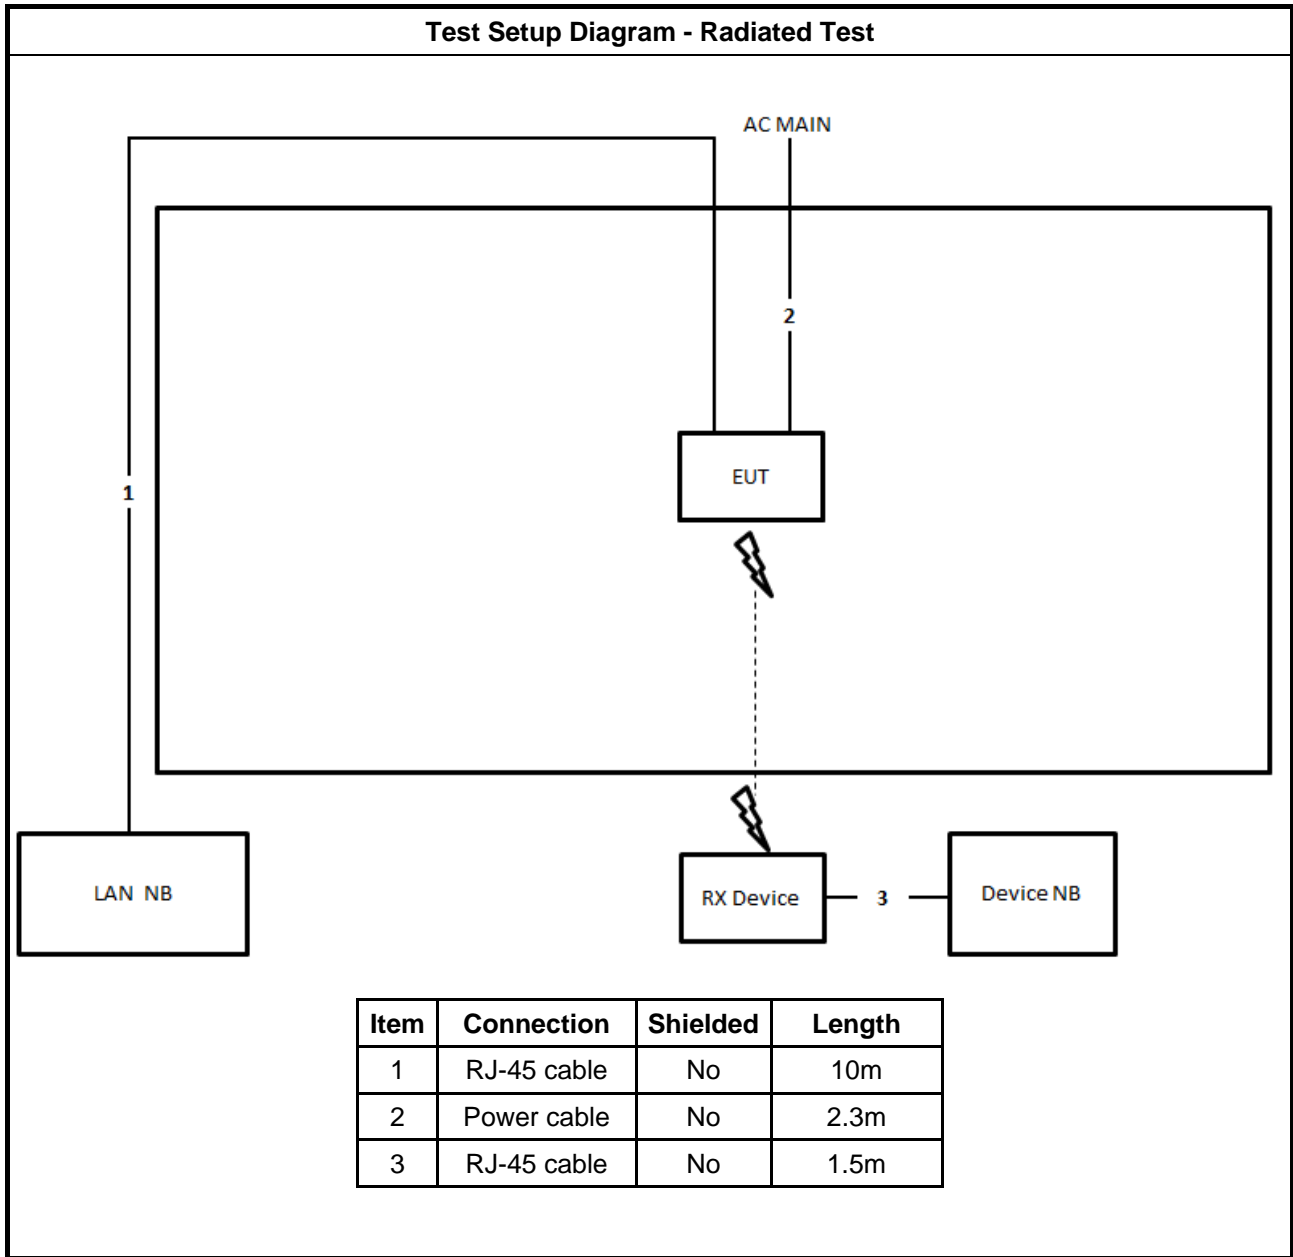 Test Setup Diagram - Radiated Test
AC MAIN
2
1
EUT
LAN NB
RX Device
3
Device NB
Item Connection Shielded Length
1 RJ-45 cable No 10m
2 Power cable No 2.3m
3 RJ-45 cable No 1.5m